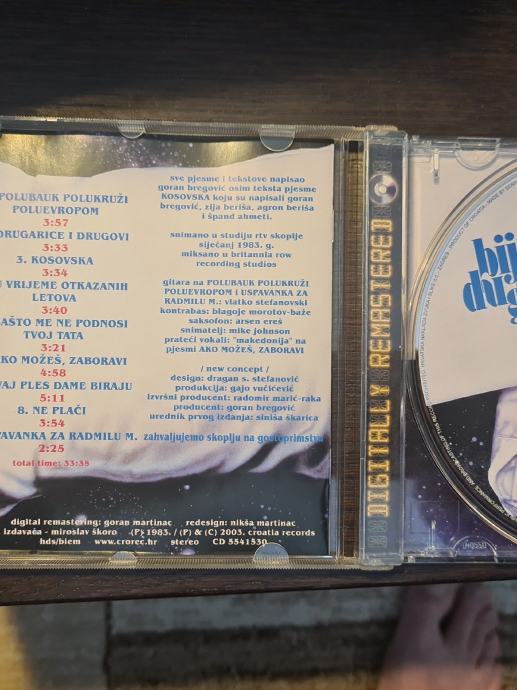 POLUBAUK POLUKRUŽI
POLUEVROPOM
3:57
DRUGARICE I DRUGOVI
3:33
3. KOSOVSKA
3:34
U VRIJEME OTKAZANIH
LETOVA
3:40
ZAŠTO ME NE PODNOSI
TVOJ TATA
3:21
AKO MOŽEŠ, ZABORAVI
4:58
OVAJ PLES DAME BIRAJU
5:11
8. NE PLAČI
3:54
USPAVANKA ZA RADMILU M.
2:25
total time: 33:38
sve pjesme i tekstove napisao
goran bregović osim teksta pjesme
KOSOVSKA koju su napisali goran
bregović, zija beriša, agron beriša
i špand ahmeti.
snimano u studiju rtv skoplje
siječanj 1983. g.
miksano u britannia row
recording studios
gitara na POLUBAUK POLUKRUŽI
POLUEVROPOM I USPAVANKA ZA
RADMILU M.: vlatko stefanovski
kontrabas: blagoje morotov-baže
saksofon: arsen ereš
snimatelj: mike johnson
prateći vokali: "makedonija" na
pjesmi AKO MOŽEŠ, ZABORAVI
/ new concept /
design: dragan s. stefanović
produkcija: gajo vučićević
izvršni producent: radomir marić-raka
producent: goran bregović
urednik prvog izdanja: siniša škarica
zahvaljujemo skoplju na gostoprimstvu
digital remastering: goran martinac redesign: nikša martinac
izdavača - miroslav škoro (P) 1983. / (P) & (C) 2003. croatia records
hds/biem www.crorec.hr stereo CD 5541530
DIGITALLY REMASTERED
bij
dug